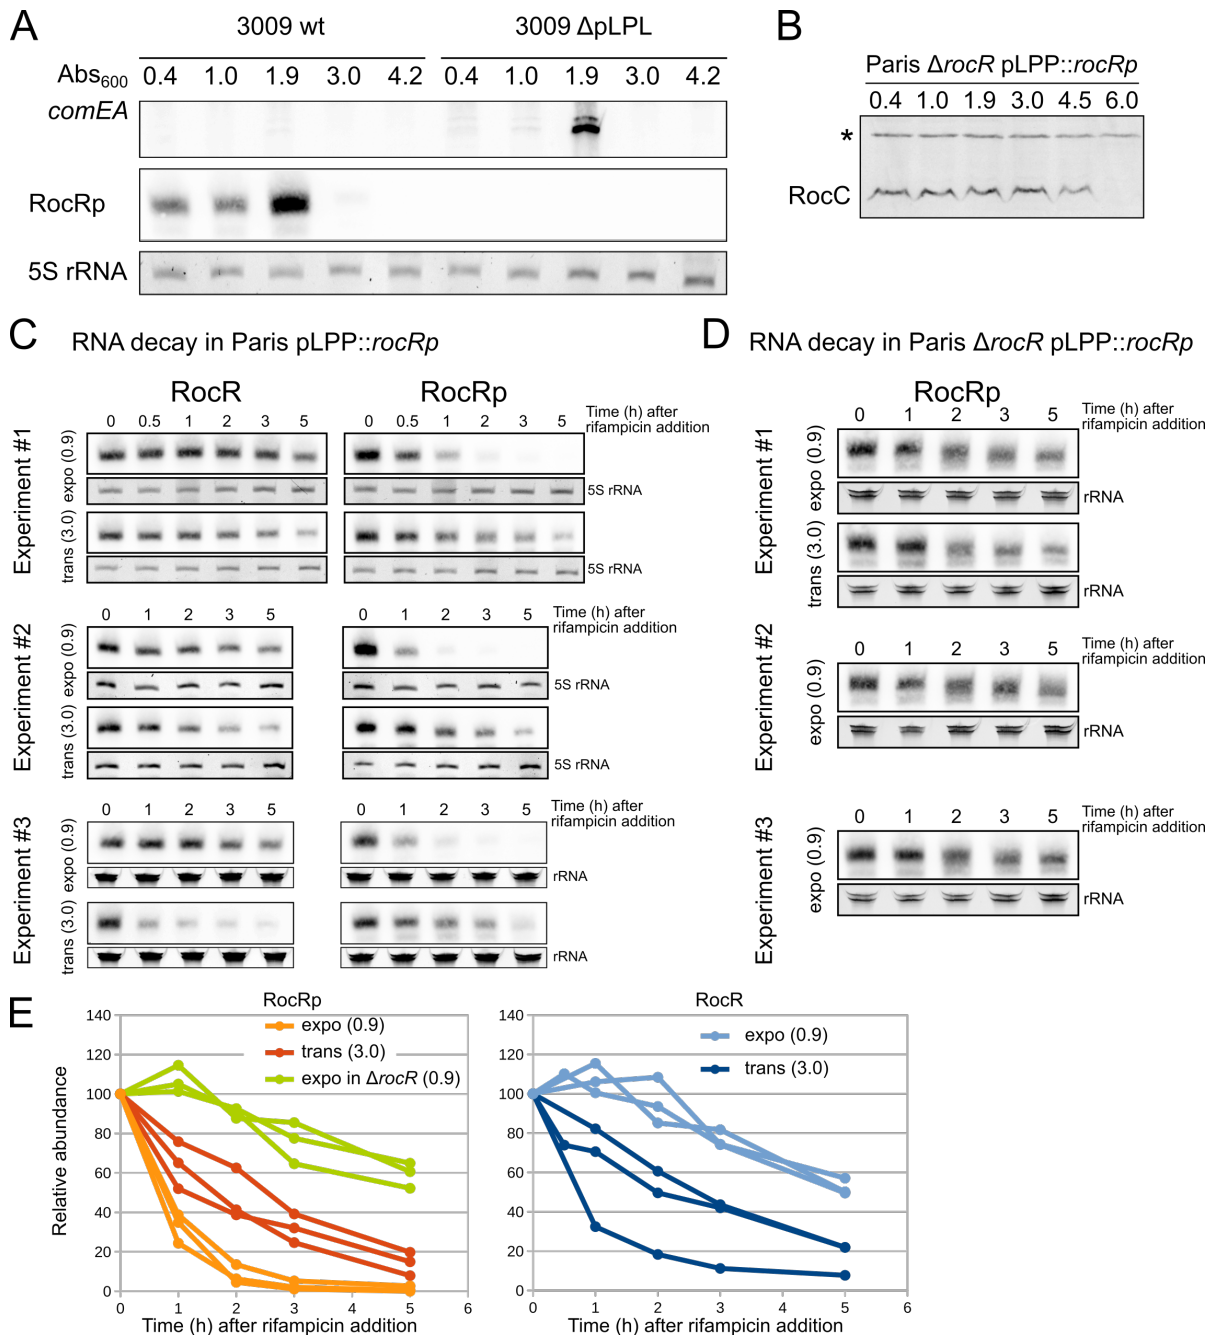 A
3009 wt
3009 ΔpLPL
Abs600
0.4 1.0 1.9 3.0 4.2 0.4 1.0 1.9 3.0 4.2
comEA
RocRp
5S rRNA
B
Paris ΔrocR pLPP::rocRp
0.4 1.0 1.9 3.0 4.5 6.0
*
RocC
C
RNA decay in Paris pLPP::rocRp
RocR
RocRp
Experiment #1
0 0.5 1 2 3 5
0 0.5 1 2 3 5
Time (h) after
rifampicin addition
expo (0.9)
5S rRNA
trans (3.0)
5S rRNA
Experiment #2
0 1 2 3 5
0 1 2 3 5
Time (h) after
rifampicin addition
expo (0.9)
5S rRNA
trans (3.0)
5S rRNA
Experiment #3
0 1 2 3 5
0 1 2 3 5
Time (h) after
rifampicin addition
expo (0.9)
rRNA
trans (3.0)
rRNA
D
RNA decay in Paris ΔrocR pLPP::rocRp
RocRp
Experiment #1
0 1 2 3 5
Time (h) after
rifampicin addition
expo (0.9)
rRNA
trans (3.0)
rRNA
Experiment #2
0 1 2 3 5
Time (h) after
rifampicin addition
expo (0.9)
rRNA
Experiment #3
0 1 2 3 5
Time (h) after
rifampicin addition
expo (0.9)
rRNA
E
RocRp
expo (0.9)
trans (3.0)
expo in ΔrocR (0.9)
Relative abundance
140
120
100
80
60
40
20
0
0 1 2 3 4 5 6
Time (h) after rifampicin addition
RocR
expo (0.9)
trans (3.0)
140
120
100
80
60
40
20
0
0 1 2 3 4 5 6
Time (h) after rifampicin addition